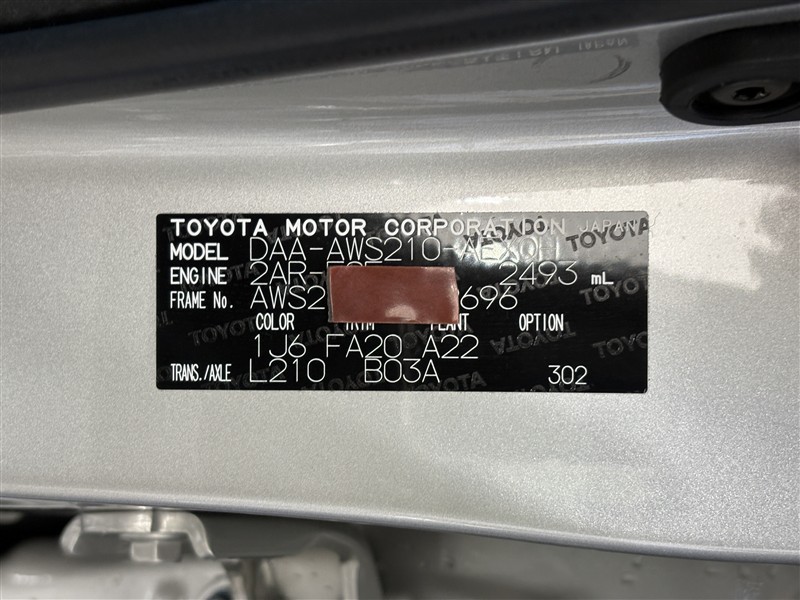 TOYOTA MOTOR CORPORATION JAPAN
MODEL DAA-AWS210-AEXQH
ENGINE 2AR- 2493 mL
FRAME No. AWS2 696
COLOR TRIM PLANT OPTION
1J6 FA20 A22
TRANS./AXLE L210 B03A 302